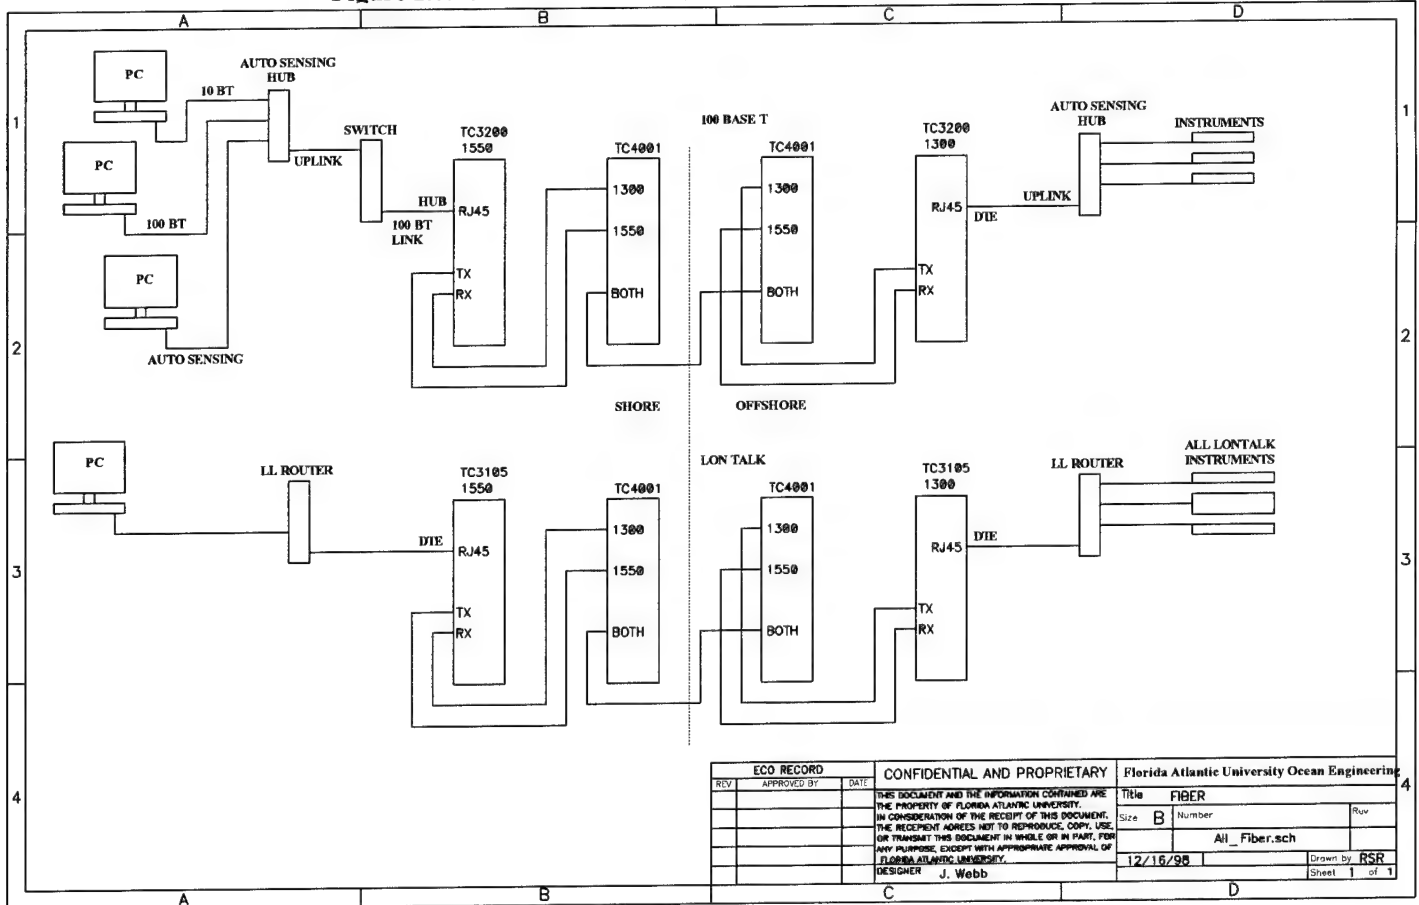 A B C D
1 1
2 2
3 3
4 4
A B C D
PC
10 BT
AUTO SENSING
HUB
PC
100 BT
PC
AUTO SENSING
UPLINK
SWITCH
HUB
100 BT
LINK
TC3200
1550
RJ45
TX
RX
TC4001
1300
1550
BOTH
100 BASE T
TC4001
1300
1550
BOTH
TC3200
1300
RJ45
TX
RX
DTE
UPLINK
AUTO SENSING
HUB
INSTRUMENTS
SHORE
OFFSHORE
PC
LL ROUTER
DTE
TC3105
1550
RJ45
TX
RX
TC4001
1300
1550
BOTH
LON TALK
TC4001
1300
1550
BOTH
TC3105
1300
RJ45
TX
RX
DTE
LL ROUTER
ALL LONTALK
INSTRUMENTS
ECO RECORD
REV APPROVED BY DATE
CONFIDENTIAL AND PROPRIETARY
THIS DOCUMENT AND THE INFORMATION CONTAINED ARE
THE PROPERTY OF FLORIDA ATLANTIC UNIVERSITY.
IN CONSIDERATION OF THE RECEIPT OF THIS DOCUMENT,
THE RECEPIENT AGREES NOT TO REPRODUCE, COPY, USE,
OR TRANSMIT THIS DOCUMENT IN WHOLE OR IN PART, FOR
ANY PURPOSE, EXCEPT WITH APPROPRIATE APPROVAL OF
FLORIDA ATLANTIC UNIVERSITY.
DESIGNER J. Webb
Florida Atlantic University Ocean Engineering
Title FIBER
Size B Number Rev
All_Fiber.sch
12/16/98 Drawn by RSR
Sheet 1 of 1